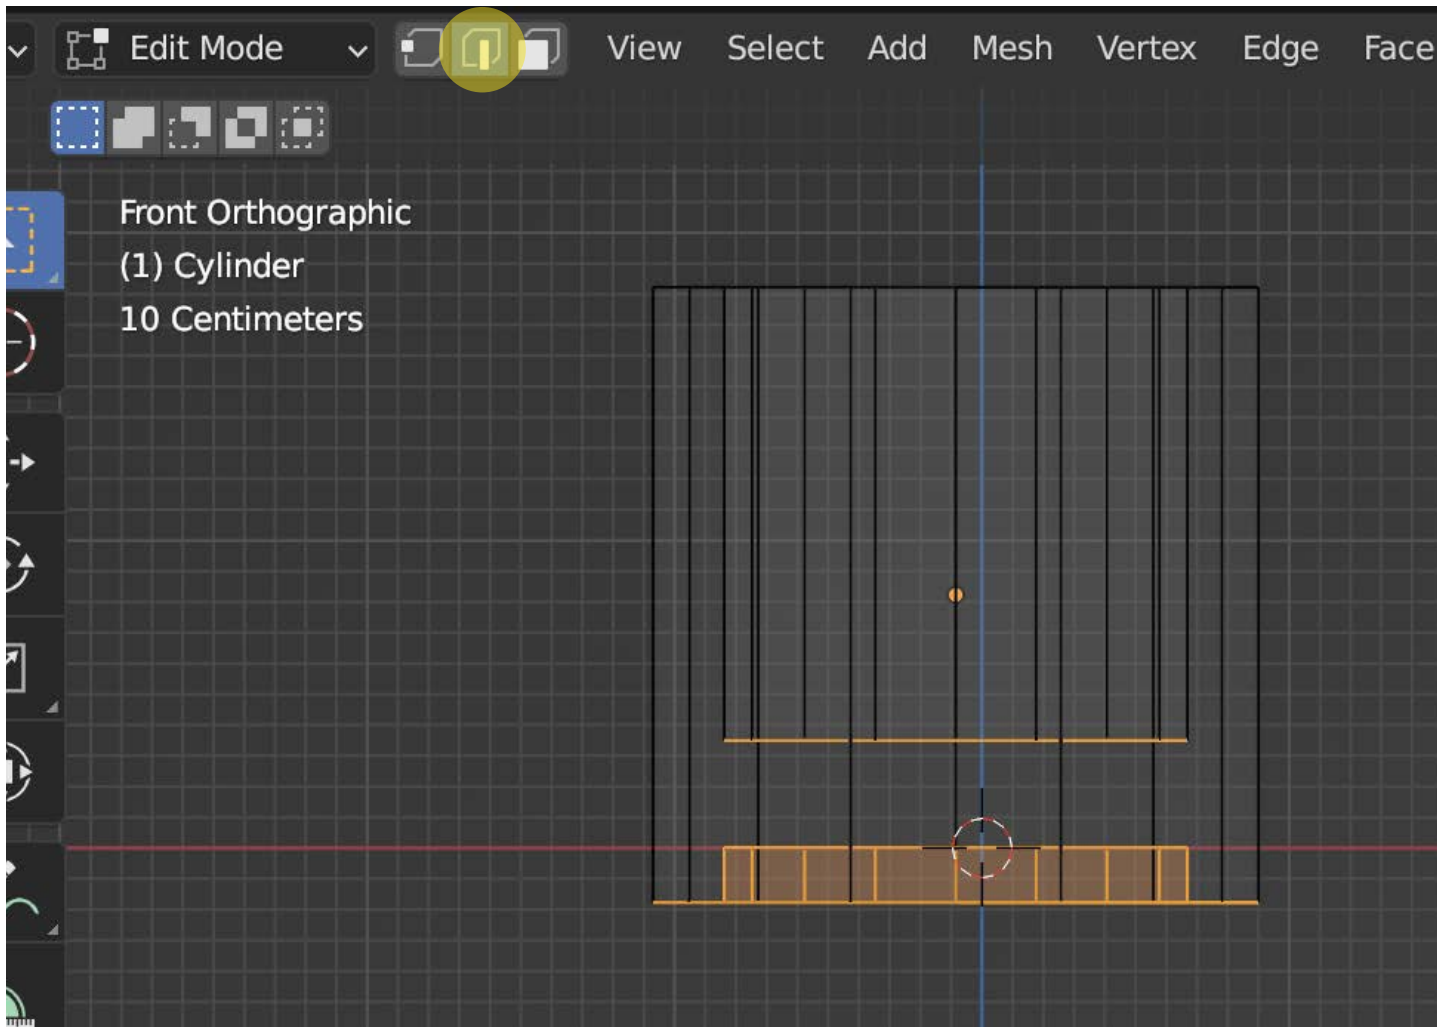 Edit Mode View Select Add Mesh Vertex Edge Face
Front Orthographic
(1) Cylinder
10 Centimeters